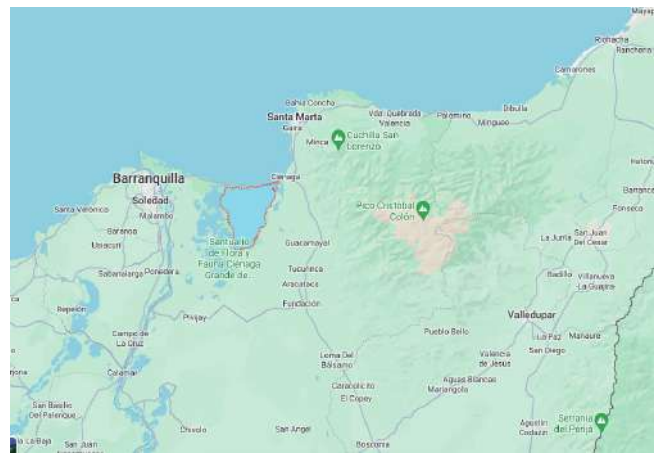 Mayap
Riohacha
Rancheria
Camarones
Bahía Concha
Dibulla
Santa Marta
Vda. Quebrada
Valencia
Palomino
Mingueo
Gaira
Minca
Cuchilla San
Lorenzo
Barranquilla
Ciénaga
Soledad
Malambo
Santa Verónica
Pico Cristóbal
Colón
Barranca
Fonseca
Baranoa
Usiacurí
Santuario
de Flora y
Fauna Ciénaga
Grande de...
Guacamayal
La Junta
San Juan
Del Cesar
Sabanalarga
Ponedera
Tucurinca
Aracataca
Badillo
Villanueva
-La Guajira
Repelón
Pivijay
Fundación
Valledupar
Campo de
La Cruz
Pueblo Bello
La Paz
Manaure
San Diego
Loma Del
Bálsamo
Valencia
de Jesús
Calamar
Caracolicito
El Copey
Aguas Blancas
Mariangola
San Basilio
Del Palenque
Chivolo
San Angel
Agustín
Codazzi
Serranía
del Perijá
San Juan
Bosconia